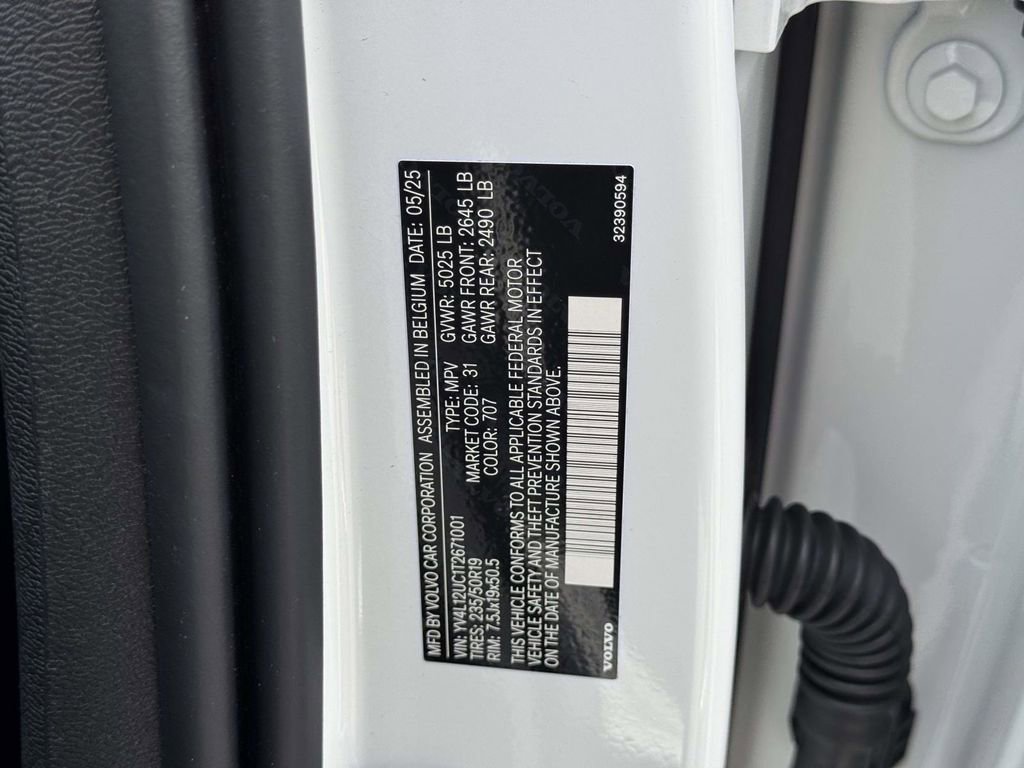 MFD BY VOLVO CAR CORPORATION ASSEMBLED IN BELGIUM DATE: 05/25
VIN: YV4L12UC1T2671001 TYPE: MPV GVWR: 5025 LB
TIRES: 235/50R19 MARKET CODE: 31 GAWR FRONT: 2645 LB
RIM: 7.5Jx19x50.5 COLOR: 707 GAWR REAR: 2490 LB
THIS VEHICLE CONFORMS TO ALL APPLICABLE FEDERAL MOTOR
VEHICLE SAFETY AND THEFT PREVENTION STANDARDS IN EFFECT
ON THE DATE OF MANUFACTURE SHOWN ABOVE.
VOLVO 32390594